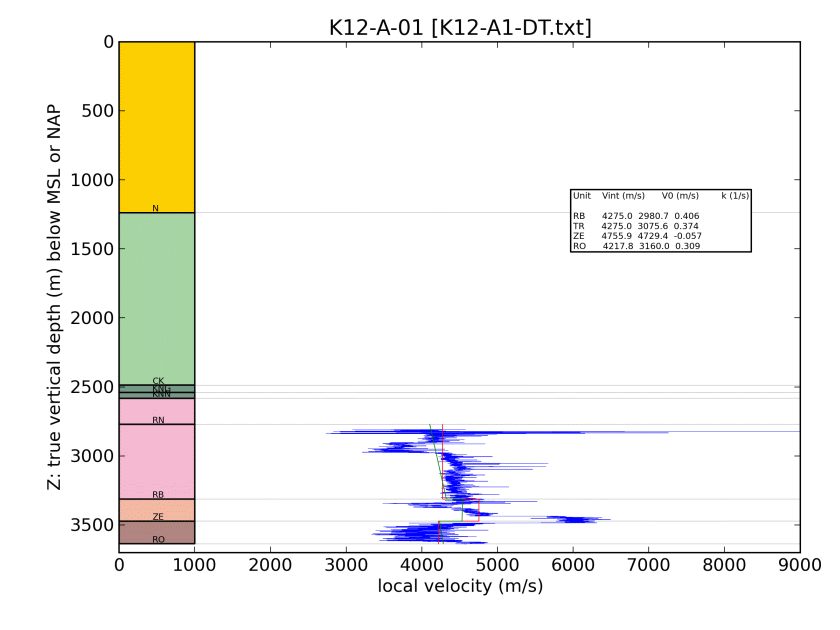 K12-A-01 [K12-A1-DT.txt]
Z: true vertical depth (m) below MSL or NAP
0
500
1000
1500
2000
2500
3000
3500
N
CK
KNGL
KNN
RN
RB
ZE
RO
Unit Vint (m/s) V0 (m/s) k (1/s)
RB 4275.0 2980.7 0.406
TR 4275.0 3075.6 0.374
ZE 4755.9 4729.4 -0.057
RO 4217.8 3160.0 0.309
0 1000 2000 3000 4000 5000 6000 7000 8000 9000
local velocity (m/s)